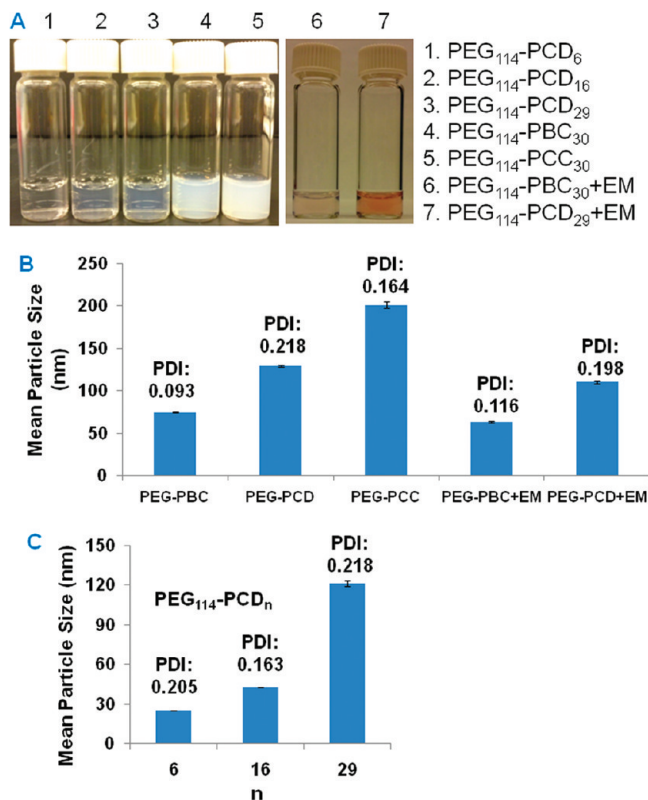 A 1 2 3 4 5 6 7
1. PEG₁₁₄-PCD₆
2. PEG₁₁₄-PCD₁₆
3. PEG₁₁₄-PCD₂₉
4. PEG₁₁₄-PBC₃₀
5. PEG₁₁₄-PCC₃₀
6. PEG₁₁₄-PBC₃₀+EM
7. PEG₁₁₄-PCD₂₉+EM
B
Mean Particle Size
(nm)
250
200
150
100
50
0
PDI:
0.093
PDI:
0.218
PDI:
0.164
PDI:
0.116
PDI:
0.198
PEG-PBC PEG-PCD PEG-PCC PEG-PBC+EM PEG-PCD+EM
C
Mean Particle Size (nm)
150
120
90
60
30
0
PEG₁₁₄-PCDₙ
PDI:
0.205
PDI:
0.163
PDI:
0.218
6 16 29
n